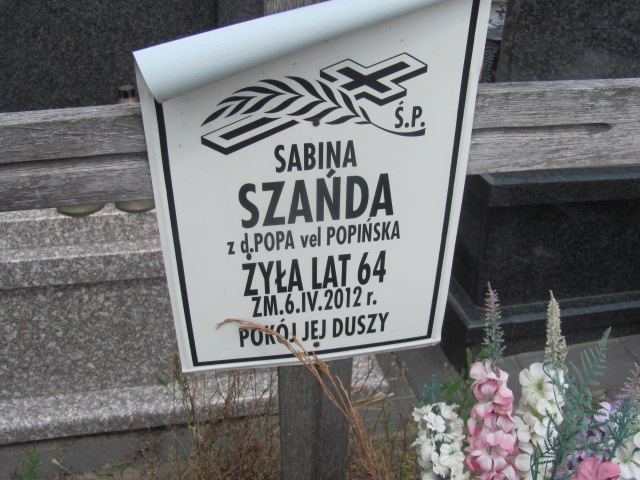 Ś.P.
SABINA
SZAŃDA
z d.POPA vel POPIŃSKA
ŻYŁA LAT 64
ZM.6.IV.2012 r.
POKÓJ JEJ DUSZY